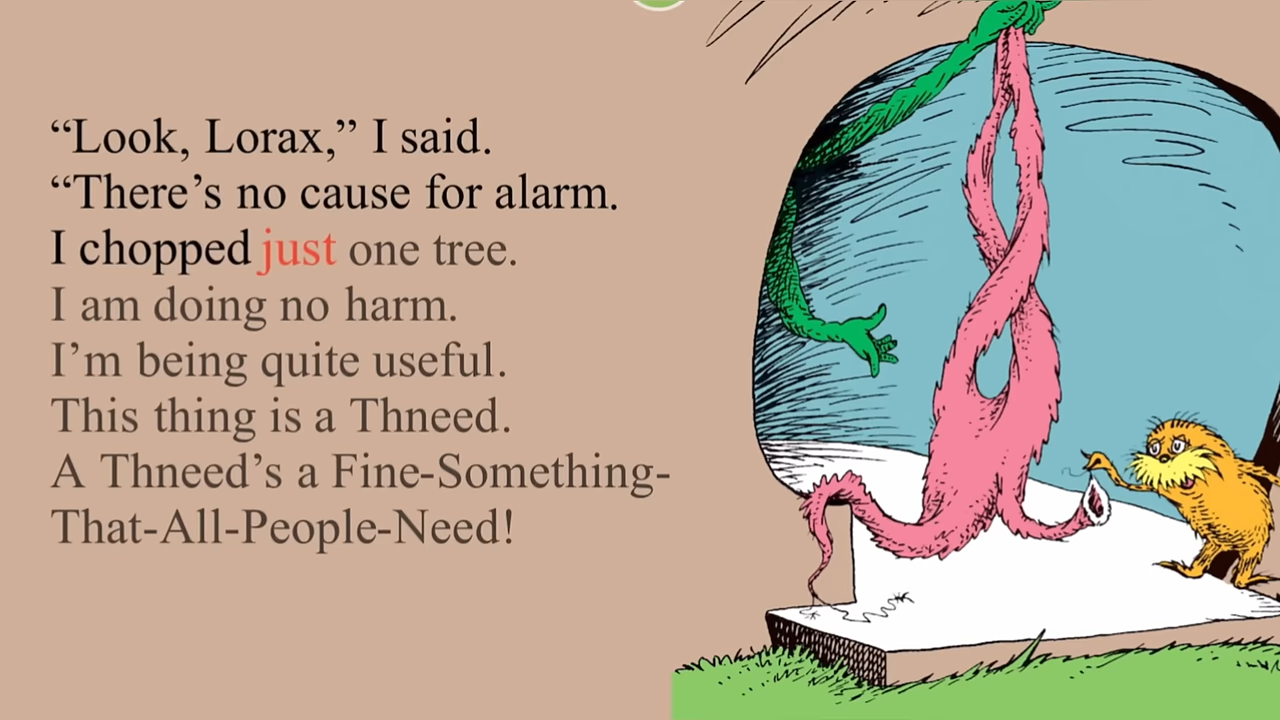 “Look, Lorax,” I said.
“There’s no cause for alarm.
I chopped just one tree.
I am doing no harm.
I’m being quite useful.
This thing is a Thneed.
A Thneed’s a Fine-Something-
That-All-People-Need!